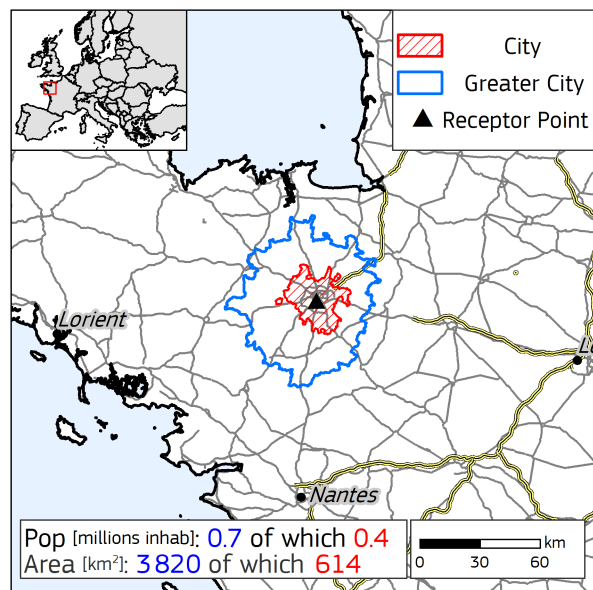 City
Greater City
Receptor Point
Lorient
Nantes
Pop [millions inhab]: 0.7 of which 0.4
Area [km²]: 3820 of which 614
km
0 30 60